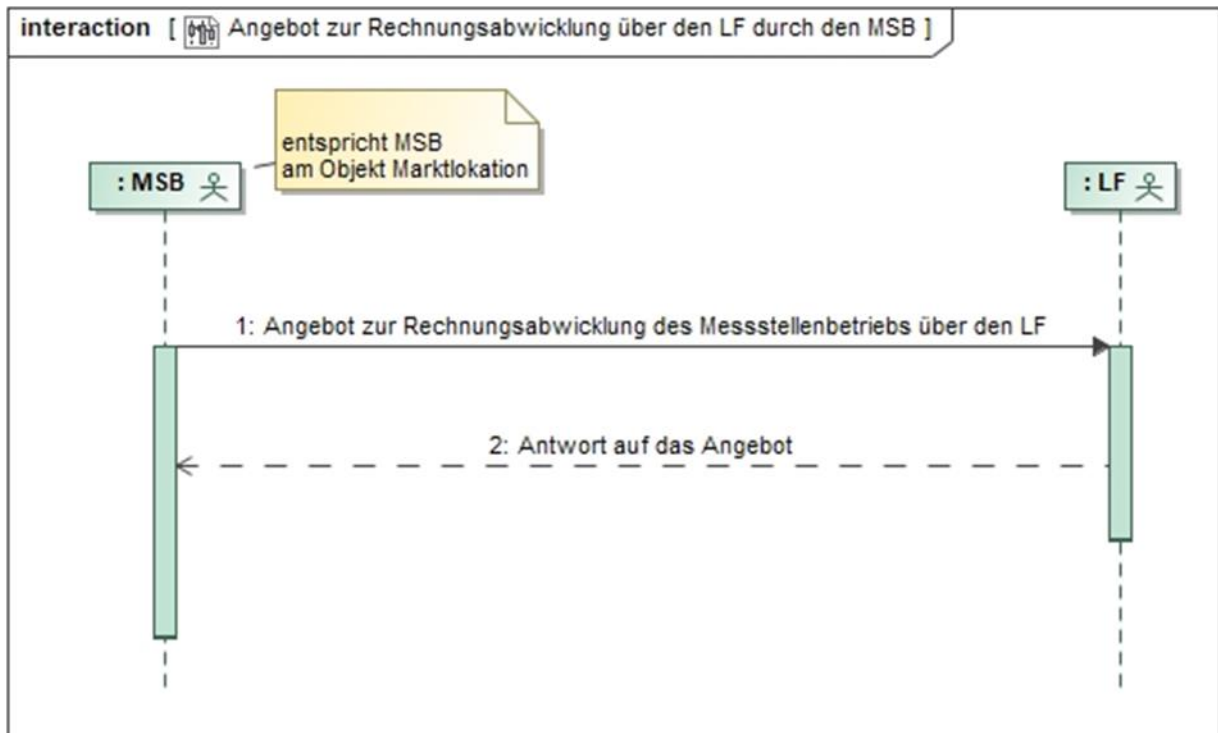 interaction [ Angebot zur Rechnungsabwicklung über den LF durch den MSB ]
entspricht MSB
am Objekt Marktlokation
: MSB
: LF
1: Angebot zur Rechnungsabwicklung des Messstellenbetriebs über den LF
2: Antwort auf das Angebot